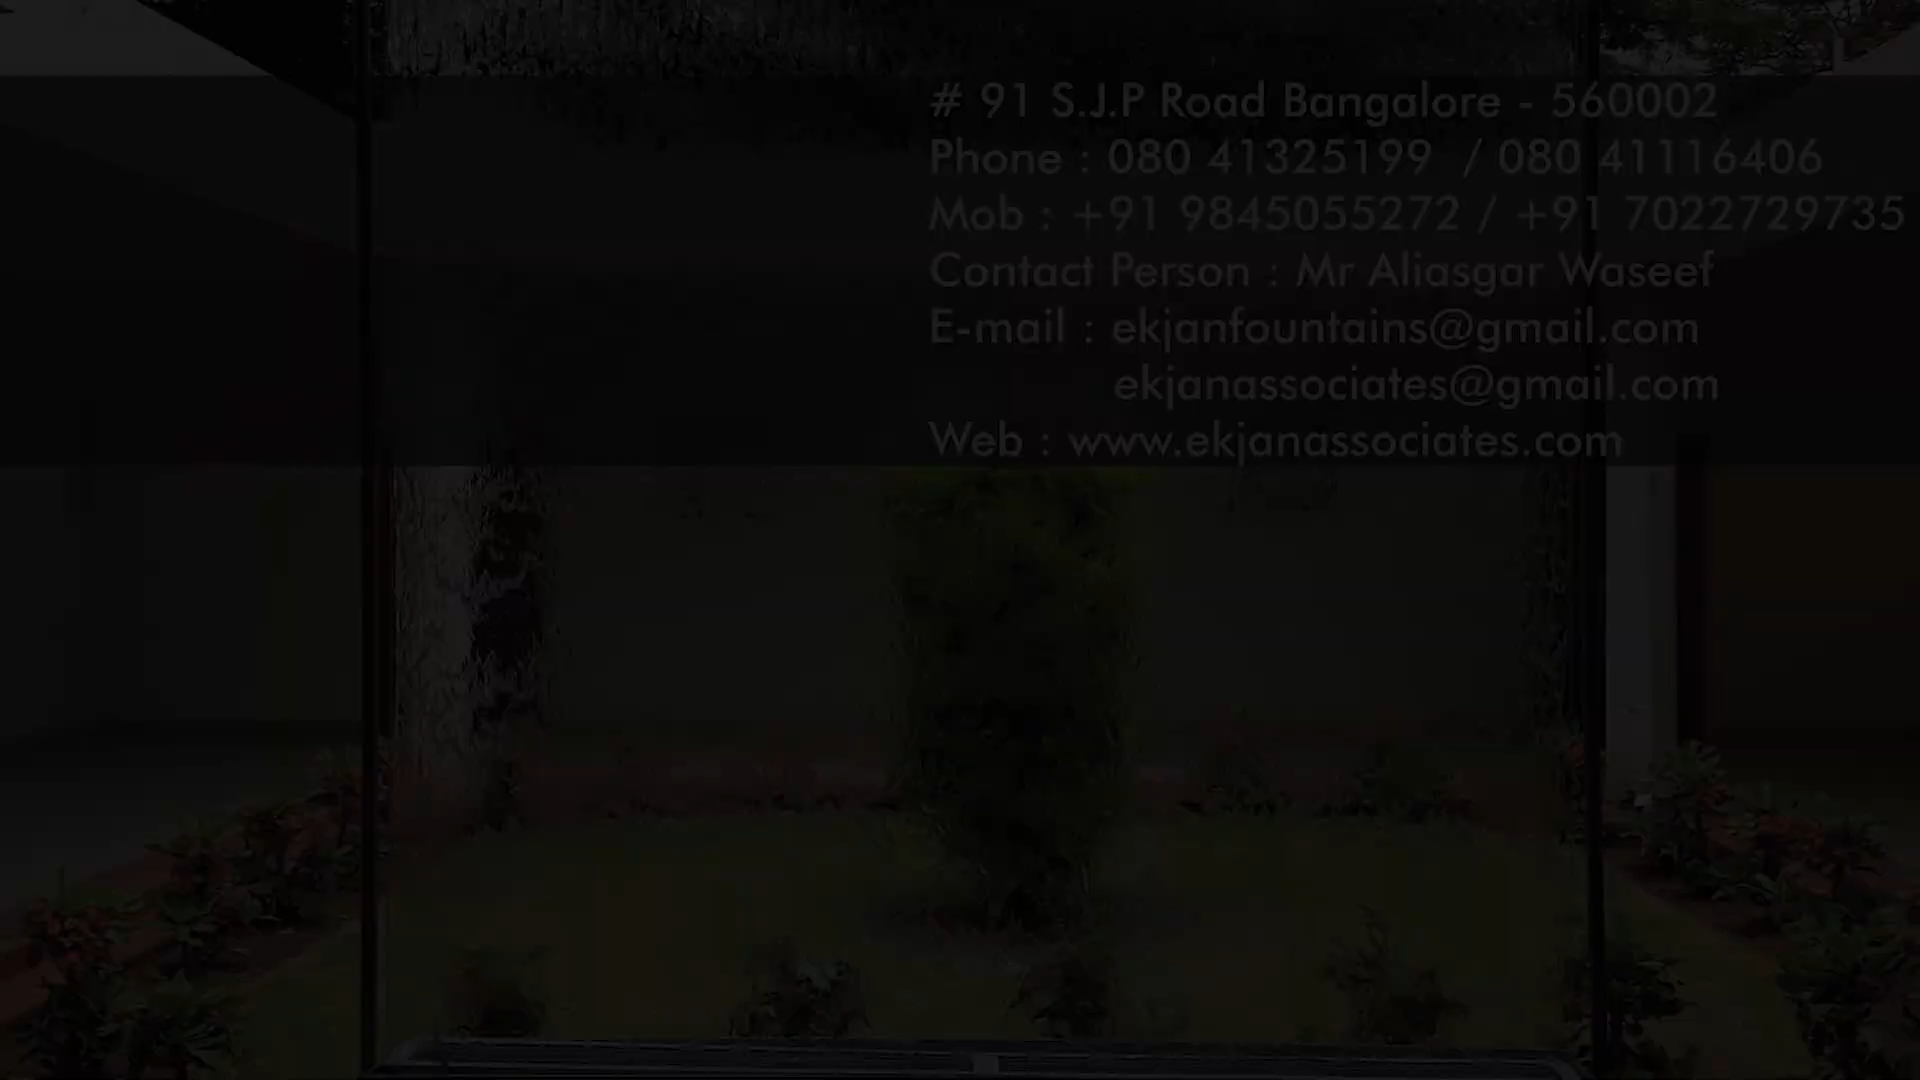 # 91 S.J.P Road Bangalore - 560002
Phone : 080 41325199 / 080 41116406
Mob : +91 9845055272 / +91 7022729735
Contact Person : Mr Aliasgar Waseef
E-mail : ekjanfountains@gmail.com
ekjanassociates@gmail.com
Web : www.ekjanassociates.com